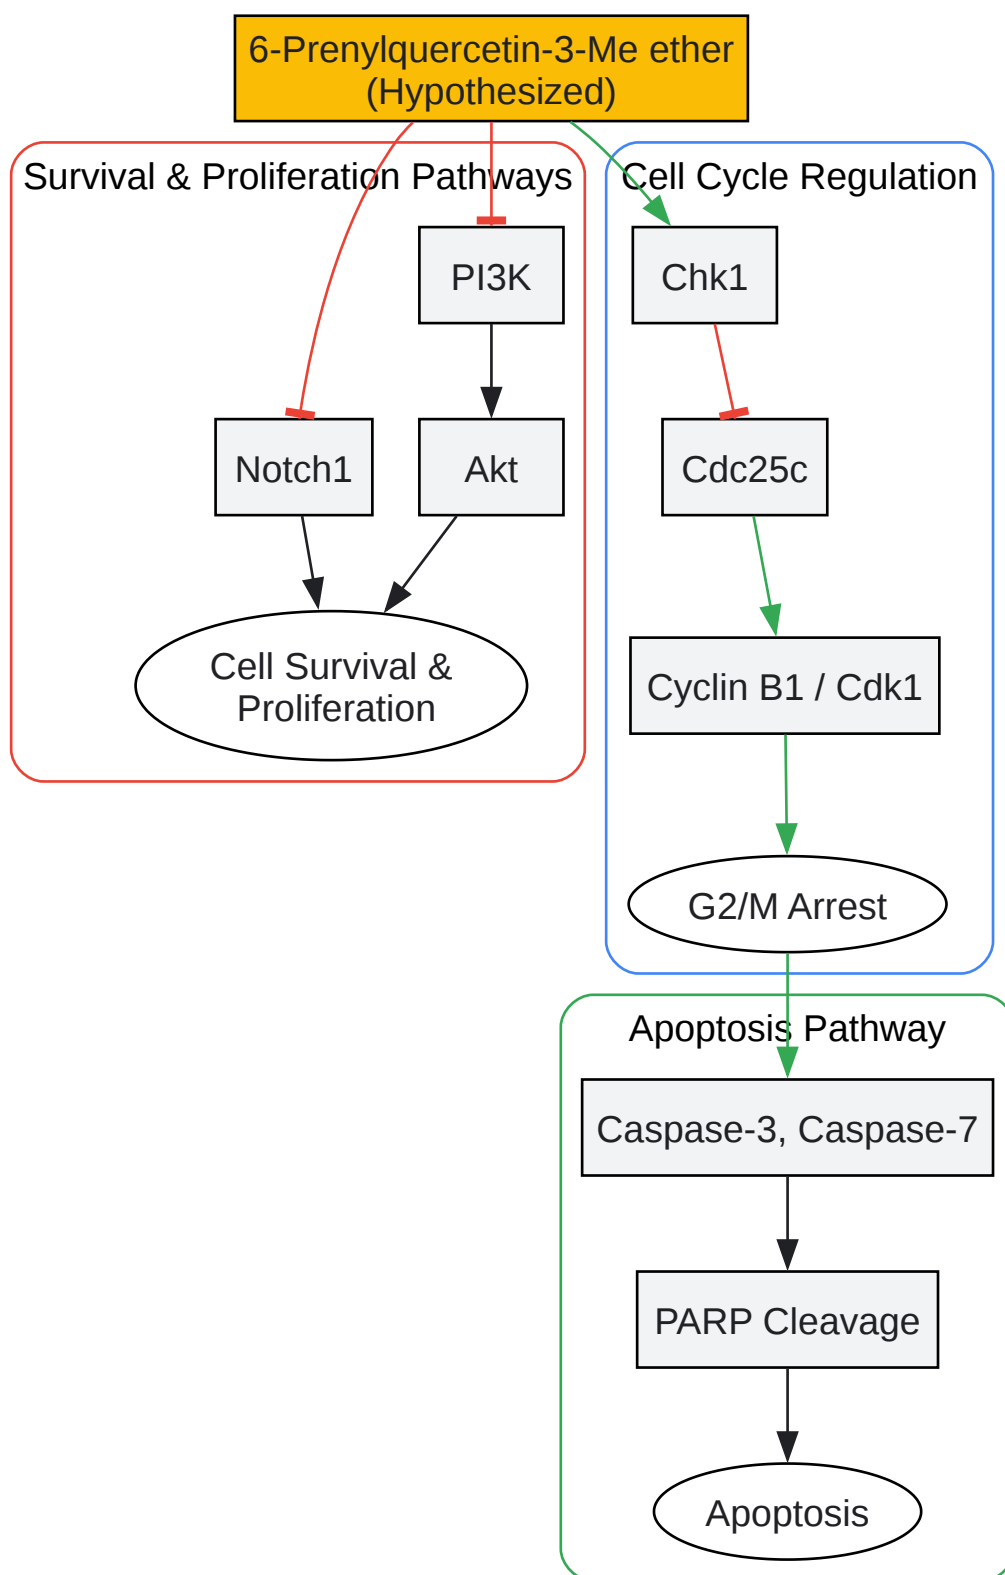 6-Prenylquercetin-3-Me ether
(Hypothesized)
Survival & Proliferation Pathways
PI3K
Notch1
Akt
Cell Survival &
Proliferation
Cell Cycle Regulation
Chk1
Cdc25c
Cyclin B1 / Cdk1
G2/M Arrest
Apoptosis Pathway
Caspase-3, Caspase-7
PARP Cleavage
Apoptosis